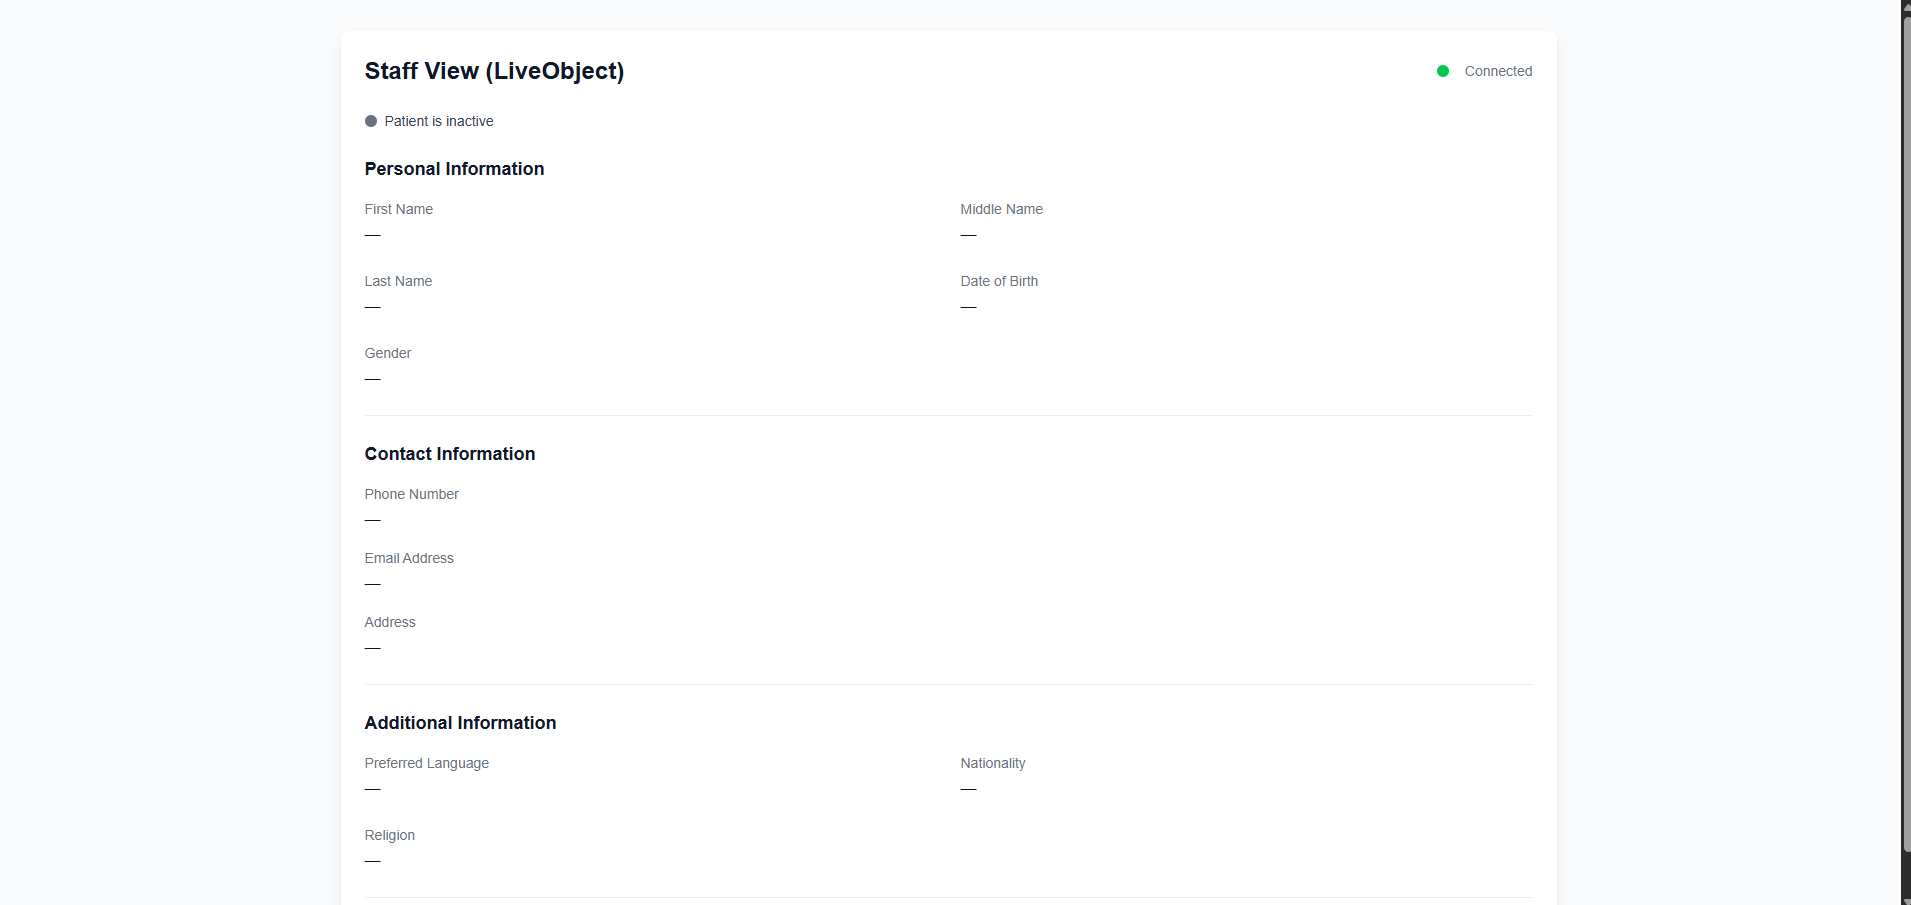 Staff View (LiveObject)
Connected
Patient is inactive
Personal Information
First Name
Middle Name
—
—
Last Name
Date of Birth
—
—
Gender
—
Contact Information
Phone Number
—
Email Address
—
Address
—
Additional Information
Preferred Language
Nationality
—
—
Religion
—